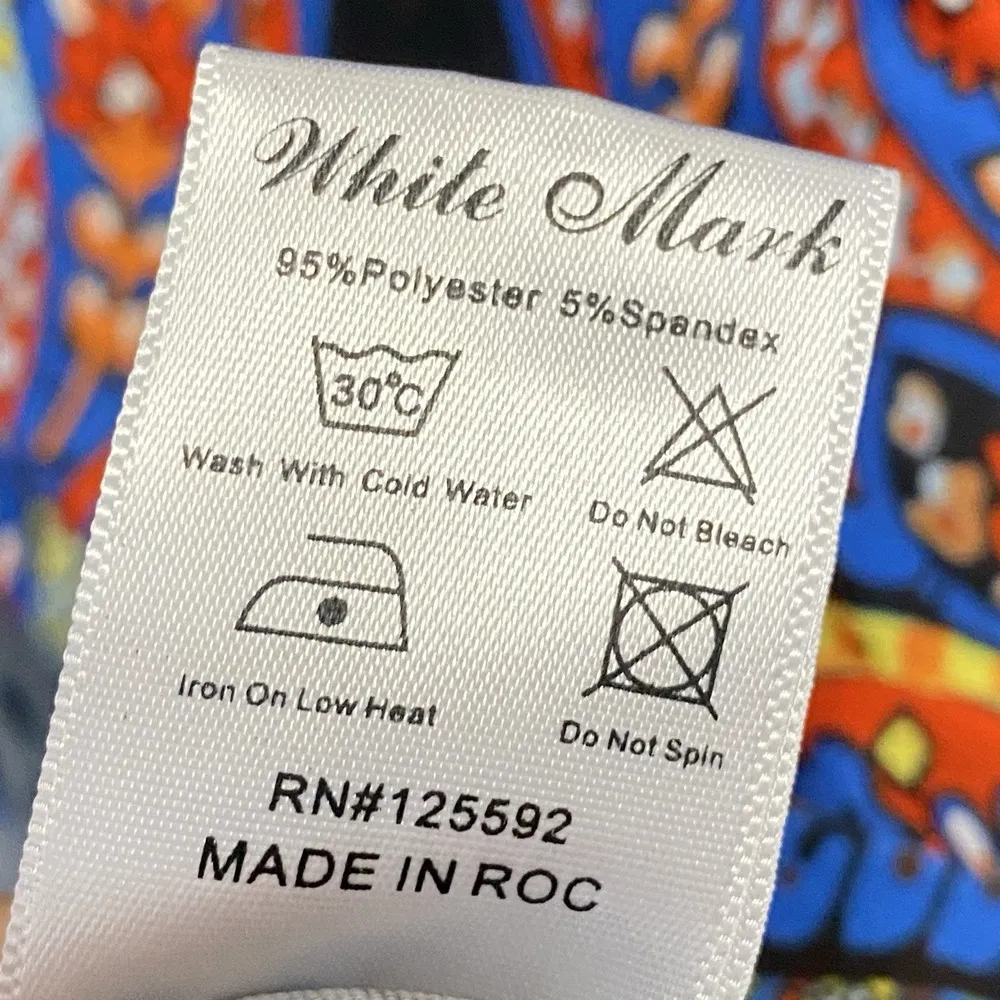 White Mark
95%Polyester 5%Spandex
30°C
Wash With Cold Water
Do Not Bleach
Iron On Low Heat
Do Not Spin
RN#125592
MADE IN ROC